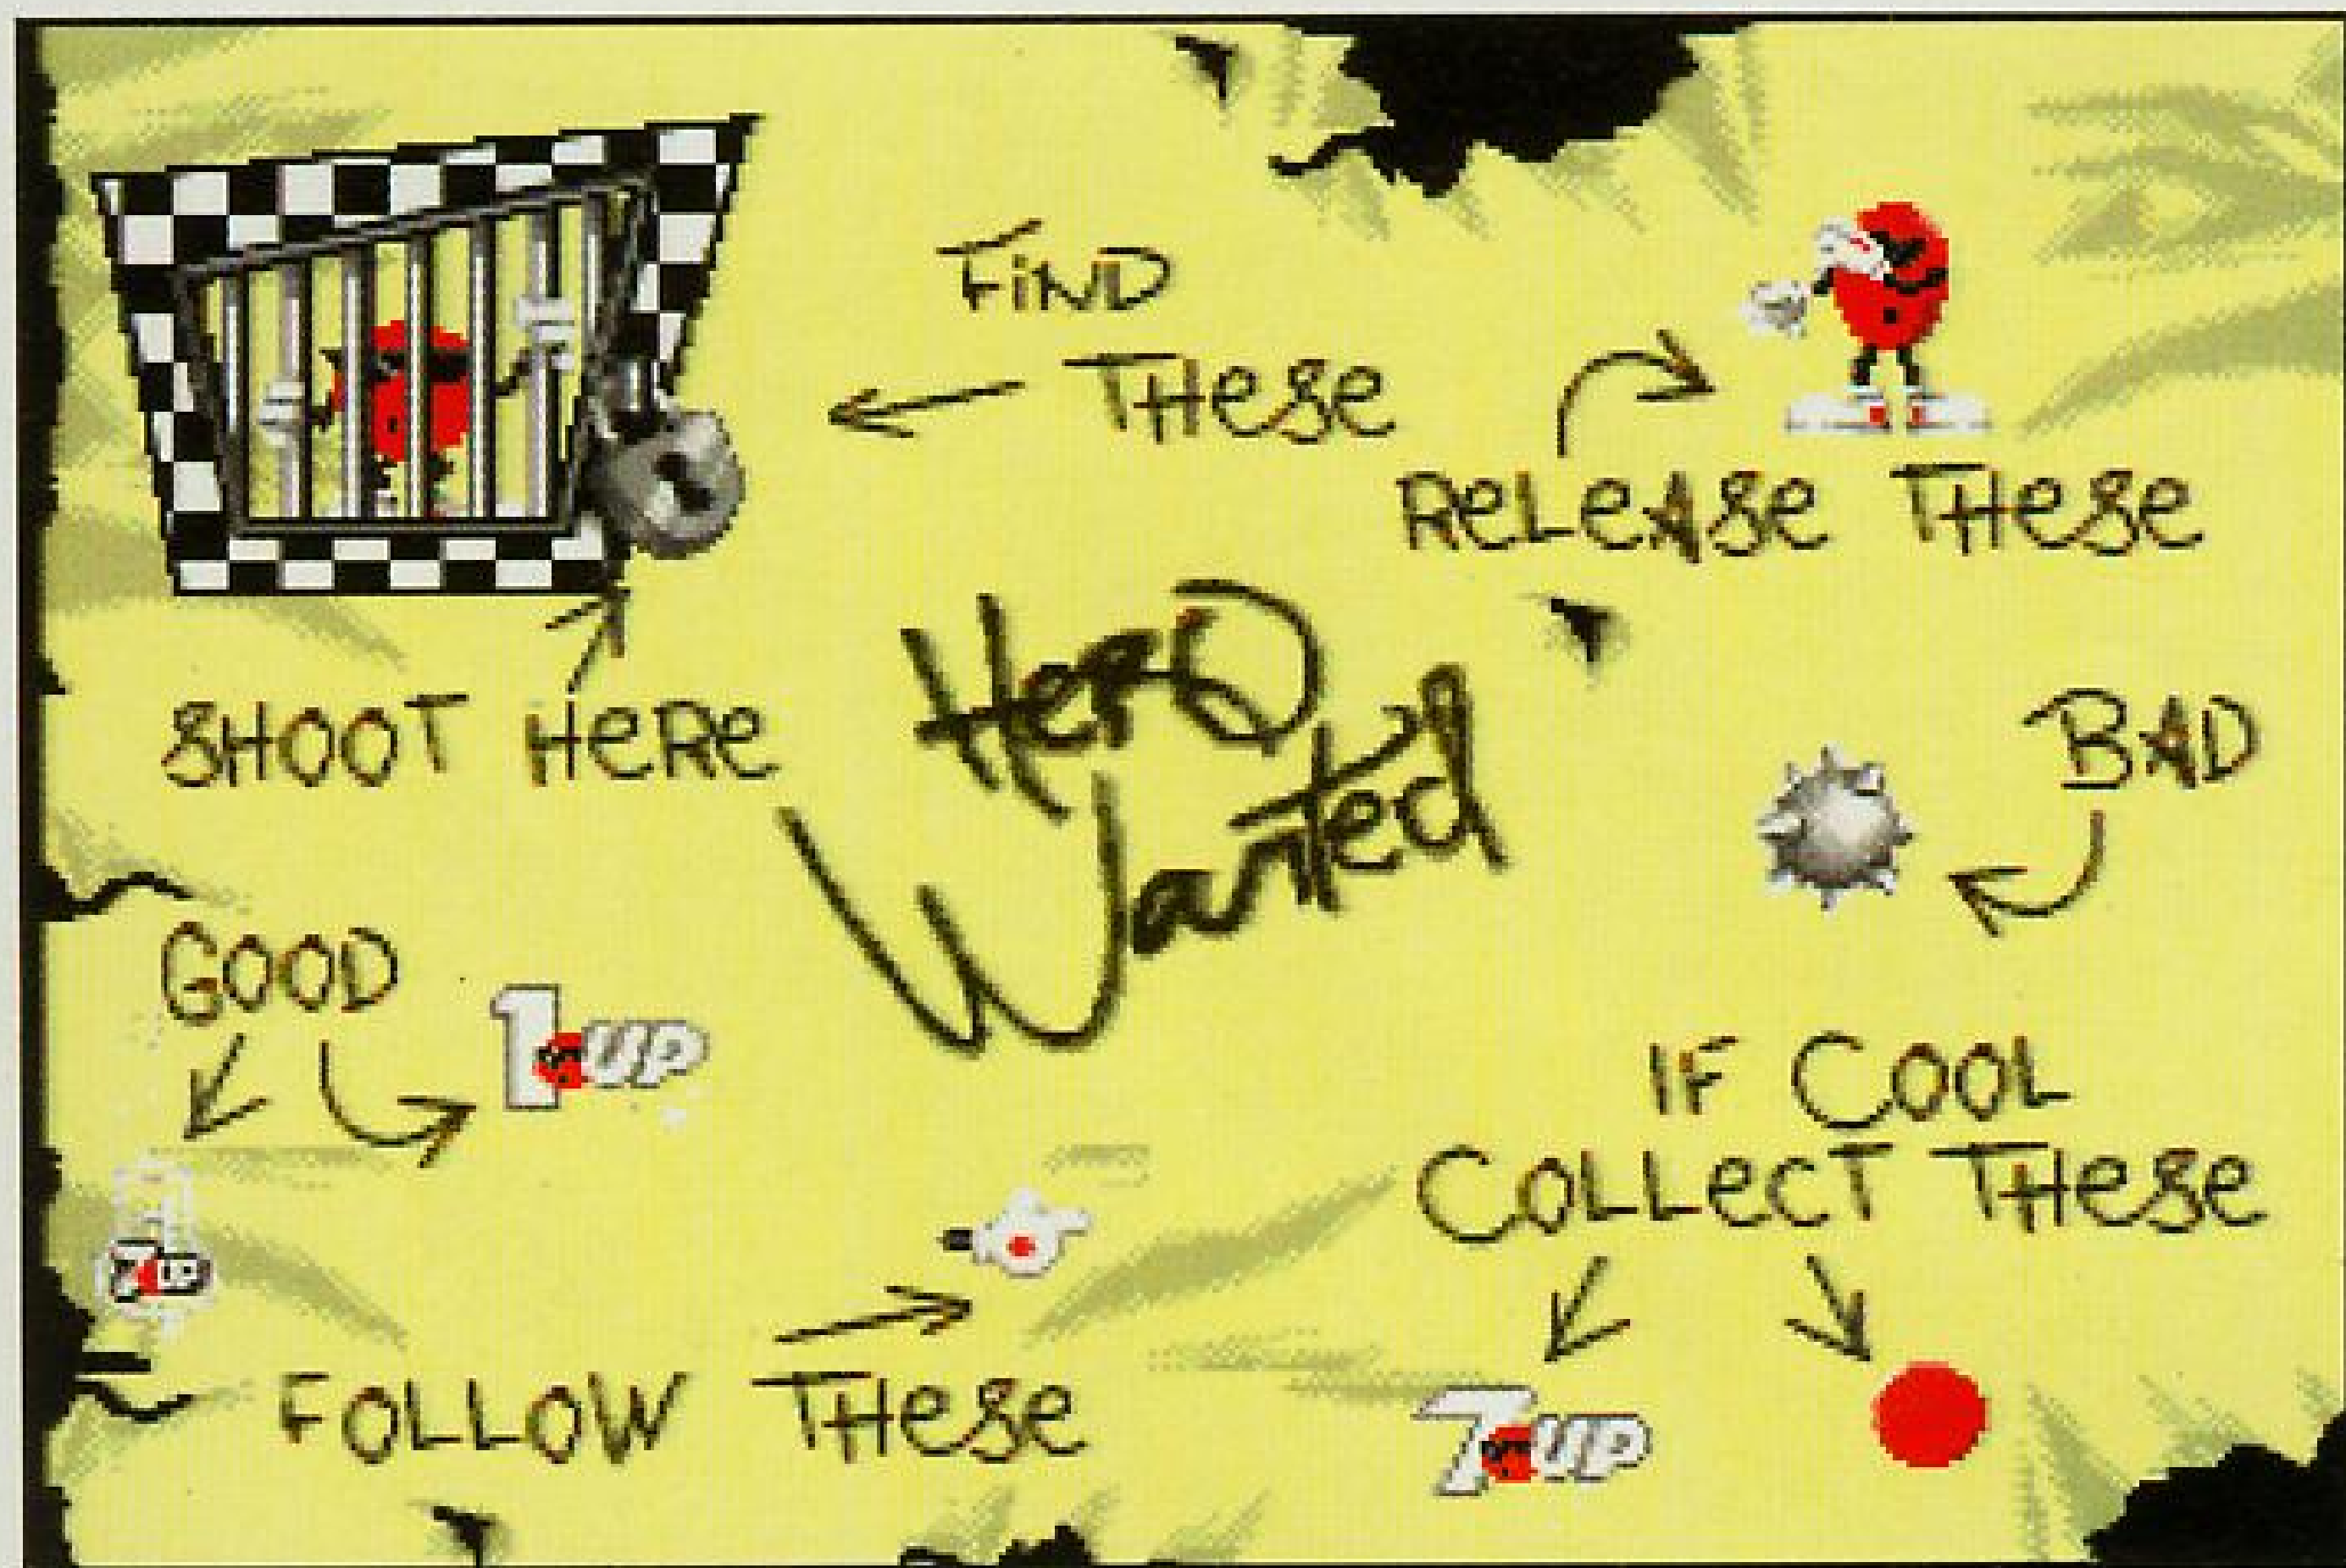 FiND
THese
ReLeAse THese
SHOOT HeRe
Hero
Wanted
BAD
GOOD
1UP
IF COOL
COLLecT THese
FOLLOW THese
7UP